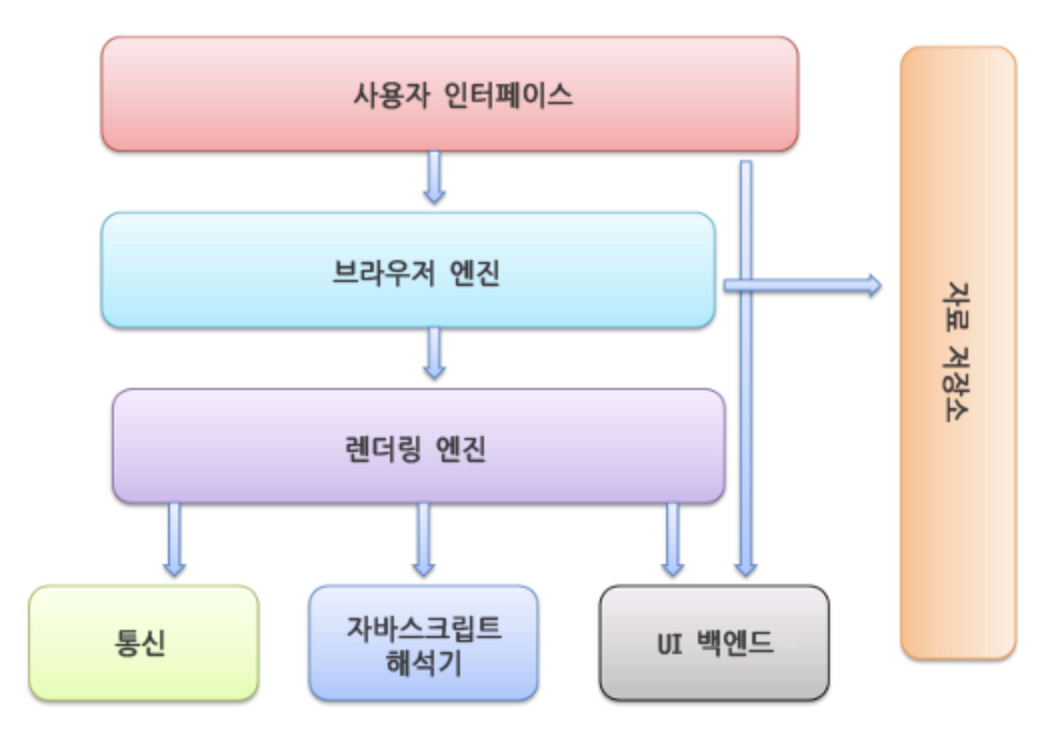 사용자 인터페이스
브라우저 엔진
렌더링 엔진
통신
자바스크립트
해석기
UI 백엔드
자료 저장소